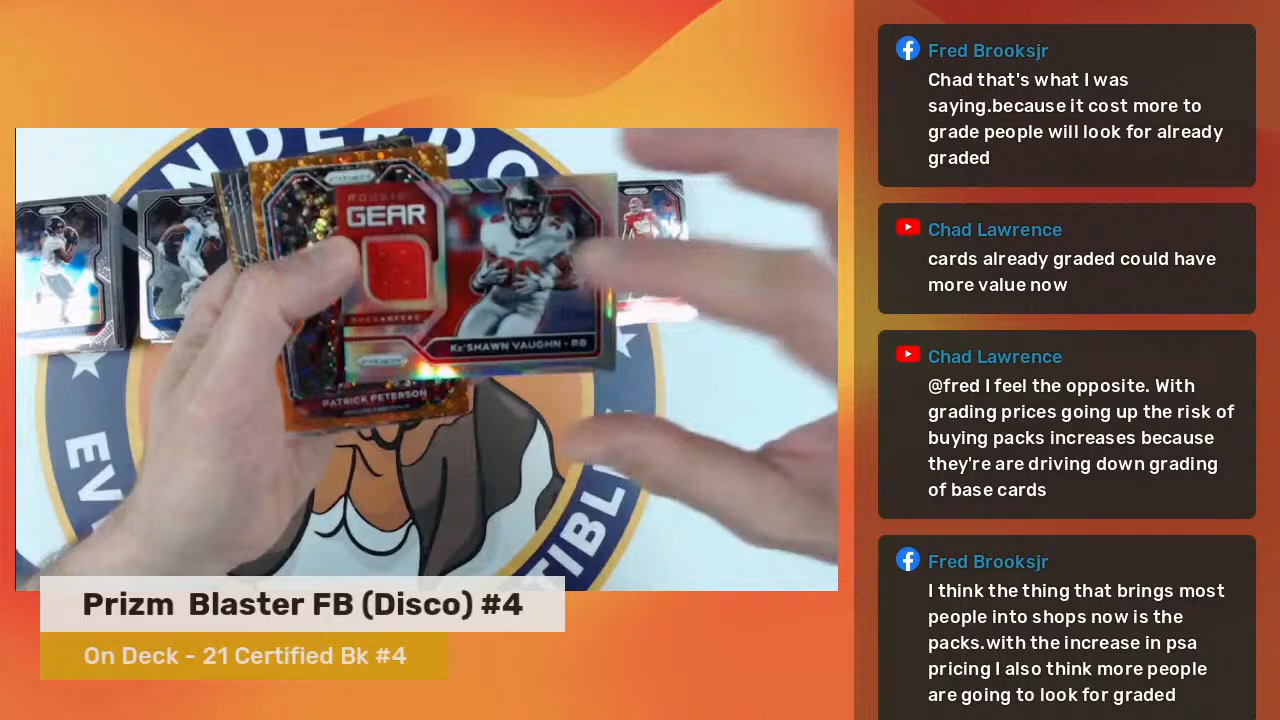 NDERDO
EV
TIBL
ROOKIE
GEAR
BUCCANEERS
PRIZM
Ke'SHAWN VAUGHN • RB
PATRICK PETERSON
Prizm Blaster FB (Disco) #4
On Deck - 21 Certified Bk #4
Fred Brooksjr
Chad that's what I was
saying.because it cost more to
grade people will look for already
graded
Chad Lawrence
cards already graded could have
more value now
Chad Lawrence
@fred I feel the opposite. With
grading prices going up the risk of
buying packs increases because
they're are driving down grading
of base cards
Fred Brooksjr
I think the thing that brings most
people into shops now is the
packs.with the increase in psa
pricing I also think more people
are going to look for graded